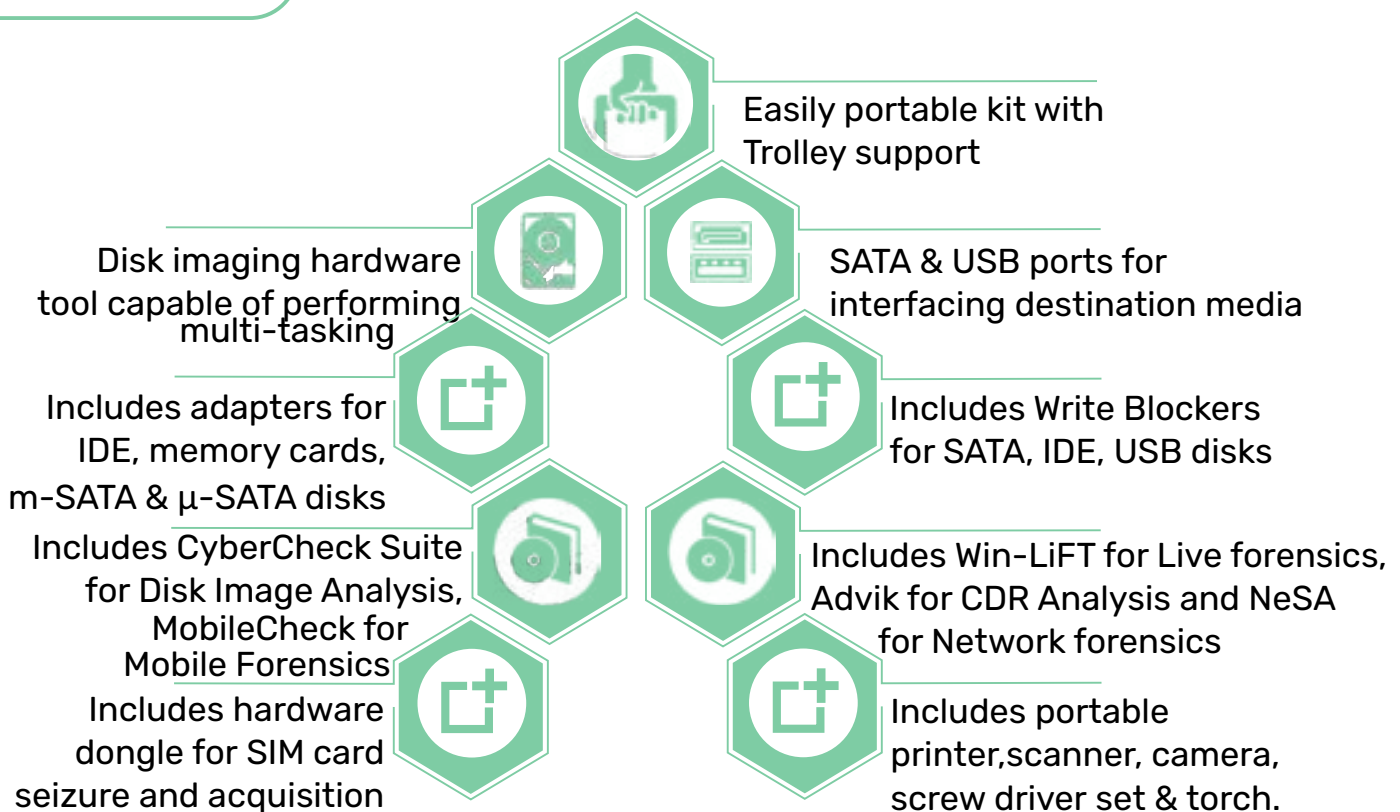 Easily portable kit with
Trolley support
Disk imaging hardware
tool capable of performing
multi-tasking
SATA & USB ports for
interfacing destination media
Includes adapters for
IDE, memory cards,
m-SATA & µ-SATA disks
Includes Write Blockers
for SATA, IDE, USB disks
Includes CyberCheck Suite
for Disk Image Analysis,
MobileCheck for
Mobile Forensics
Includes Win-LiFT for Live forensics,
Advik for CDR Analysis and NeSA
for Network forensics
Includes hardware
dongle for SIM card
seizure and acquisition
Includes portable
printer,scanner, camera,
screw driver set & torch.